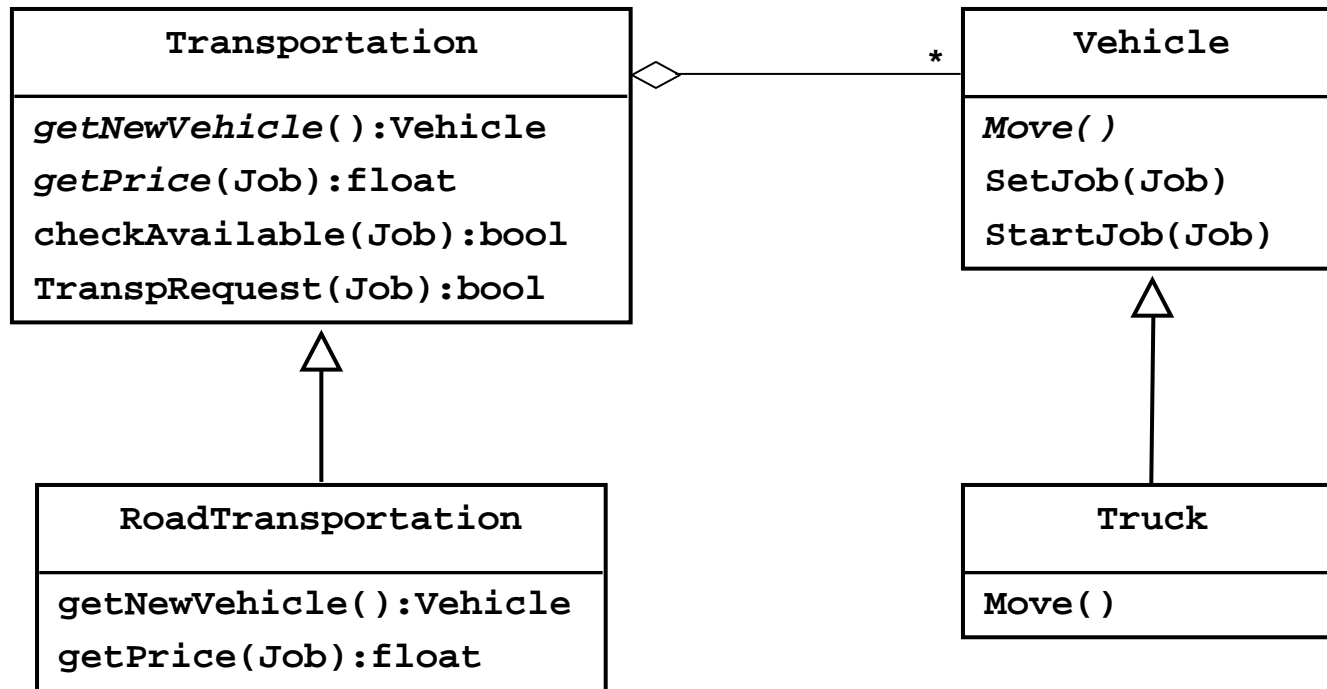 Transportation
getNewVehicle():Vehicle
getPrice(Job):float
checkAvailable(Job):bool
TranspRequest(Job):bool
*
Vehicle
Move()
SetJob(Job)
StartJob(Job)
RoadTransportation
getNewVehicle():Vehicle
getPrice(Job):float
Truck
Move()